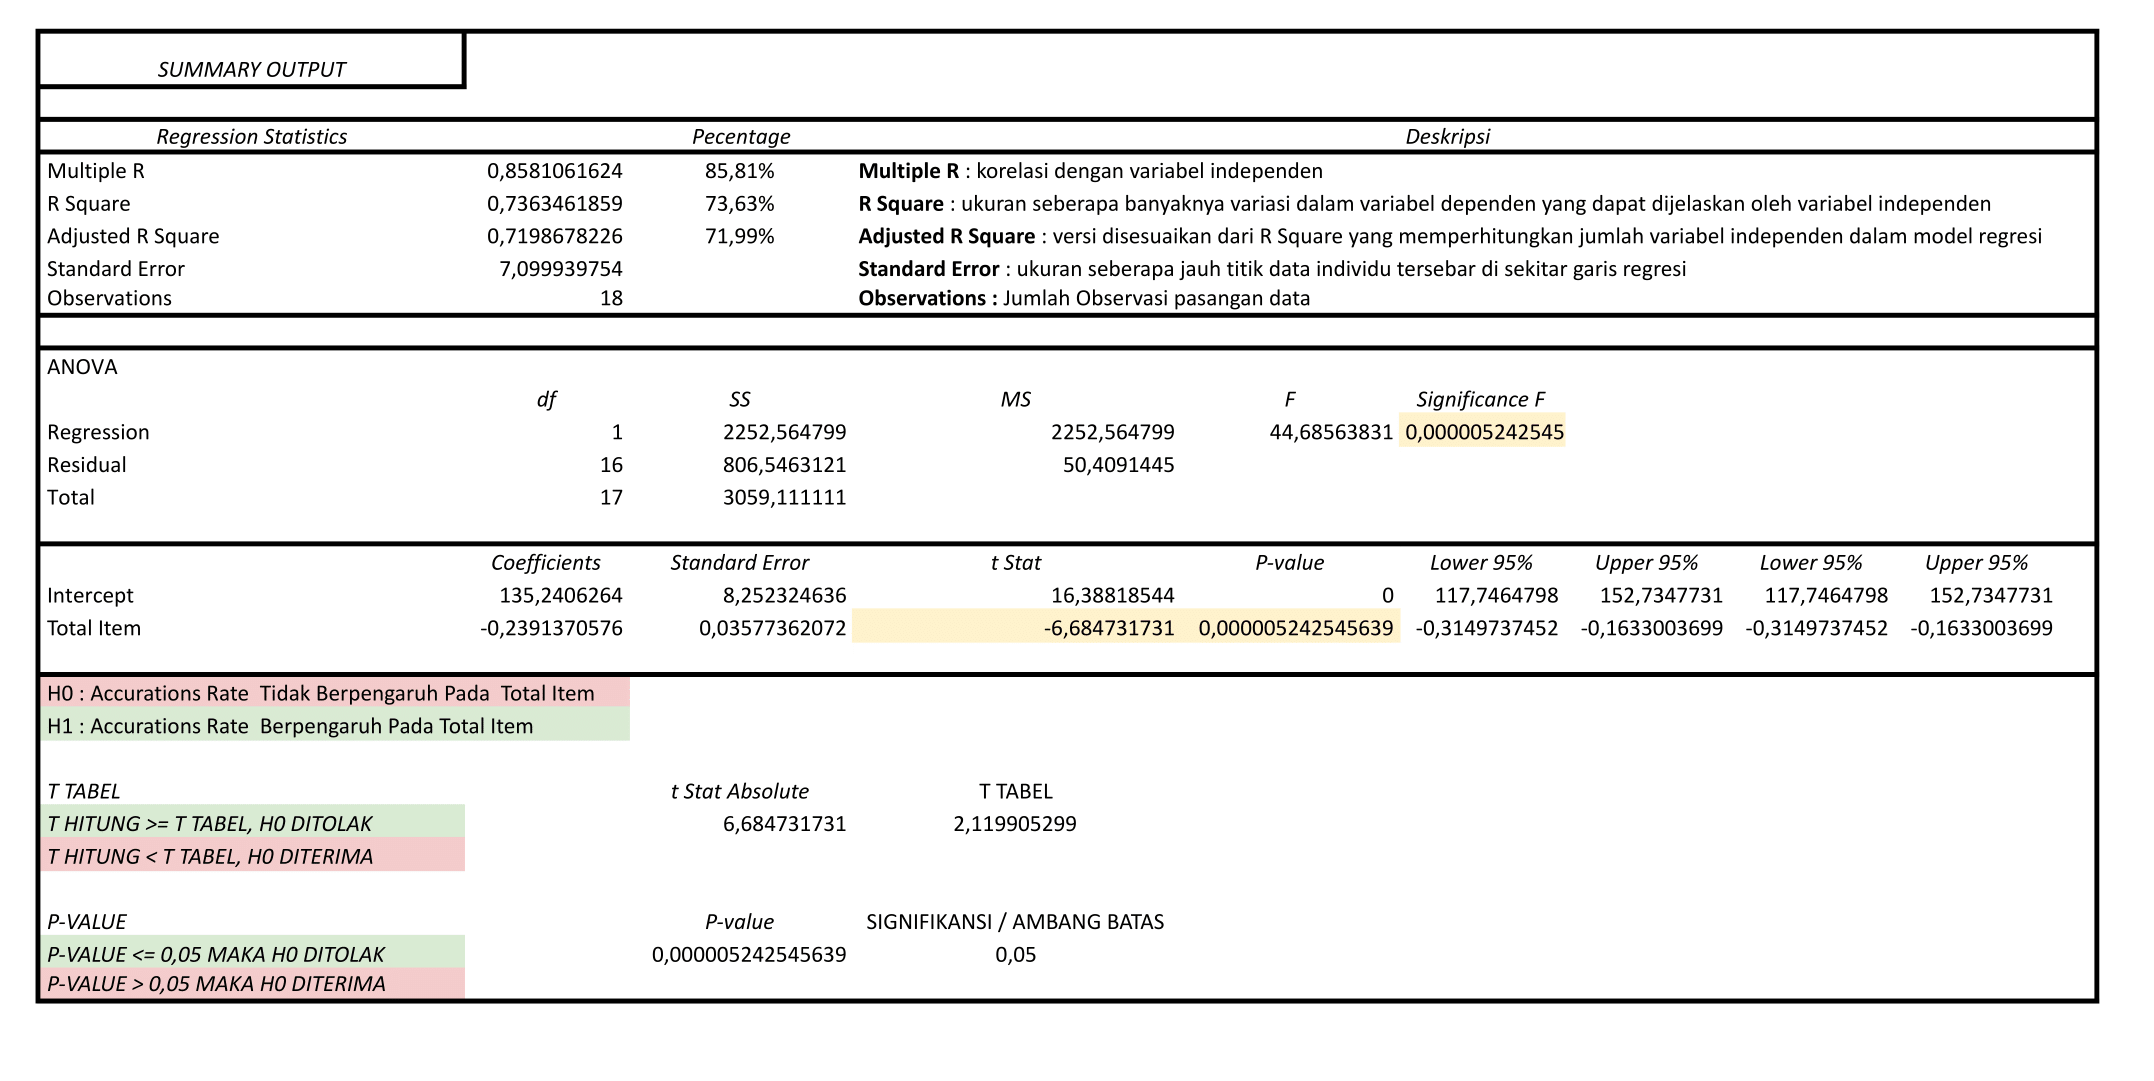 SUMMARY OUTPUT
Regression Statistics Pecentage Deskripsi
Multiple R 0,8581061624 85,81% Multiple R : korelasi dengan variabel independen
R Square 0,7363461859 73,63% R Square : ukuran seberapa banyaknya variasi dalam variabel dependen yang dapat dijelaskan oleh variabel independen
Adjusted R Square 0,7198678226 71,99% Adjusted R Square : versi disesuaikan dari R Square yang memperhitungkan jumlah variabel independen dalam model regresi
Standard Error 7,099939754 Standard Error : ukuran seberapa jauh titik data individu tersebar di sekitar garis regresi
Observations 18 Observations : Jumlah Observasi pasangan data
ANOVA
df SS MS F Significance F
Regression 1 2252,564799 2252,564799 44,68563831 0,000005242545
Residual 16 806,5463121 50,4091445
Total 17 3059,111111
Coefficients Standard Error t Stat P-value Lower 95% Upper 95% Lower 95% Upper 95%
Intercept 135,2406264 8,252324636 16,38818544 0 117,7464798 152,7347731 117,7464798 152,7347731
Total Item -0,2391370576 0,03577362072 -6,684731731 0,000005242545639 -0,3149737452 -0,1633003699 -0,3149737452 -0,1633003699
H0 : Accurations Rate Tidak Berpengaruh Pada Total Item
H1 : Accurations Rate Berpengaruh Pada Total Item
T TABEL t Stat Absolute T TABEL
T HITUNG >= T TABEL, H0 DITOLAK 6,684731731 2,119905299
T HITUNG < T TABEL, H0 DITERIMA
P-VALUE P-value SIGNIFIKANSI / AMBANG BATAS
P-VALUE <= 0,05 MAKA H0 DITOLAK 0,000005242545639 0,05
P-VALUE > 0,05 MAKA H0 DITERIMA